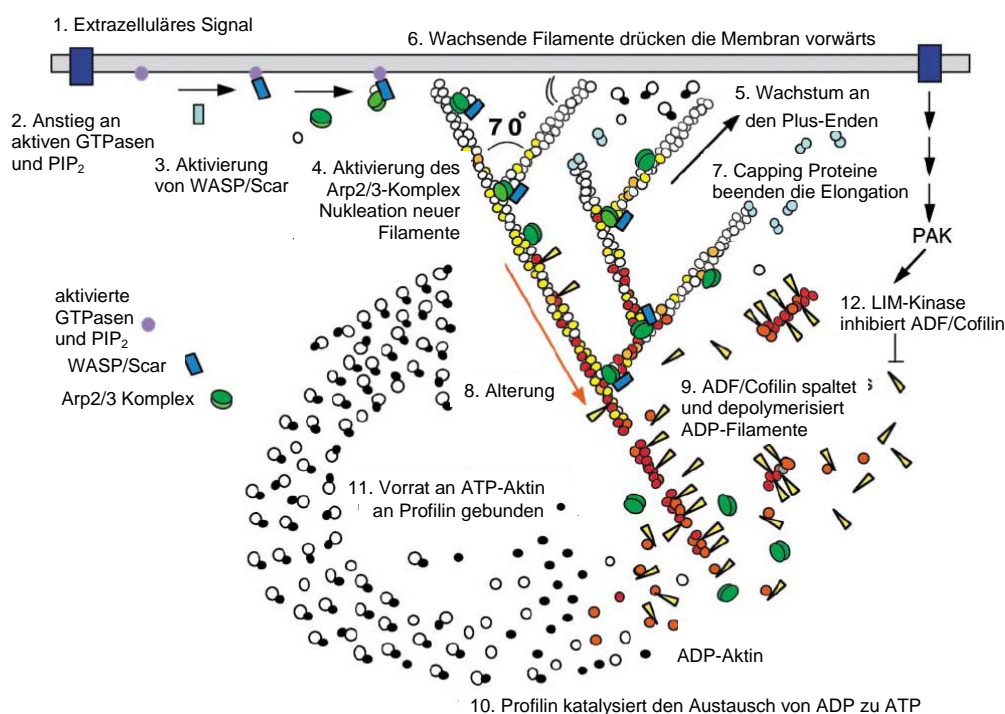 1. Extrazelluläres Signal
6. Wachsende Filamente drücken die Membran vorwärts
2. Anstieg an
aktiven GTPasen
und PIP₂
3. Aktivierung
von WASP/Scar
4. Aktivierung des
Arp2/3-Komplex
Nukleation neuer
Filamente
70°
5. Wachstum an
den Plus-Enden
7. Capping Proteine
beenden die Elongation
PAK
12. LIM-Kinase
inhibiert ADF/Cofilin
s
aktivierte
GTPasen
und PIP₂
WASP/Scar
Arp2/3 Komplex
8. Alterung
9. ADF/Cofilin spaltet
und depolymerisiert
ADP-Filamente
11. Vorrat an ATP-Aktin
an Profilin gebunden
ADP-Aktin
10. Profilin katalysiert den Austausch von ADP zu ATP